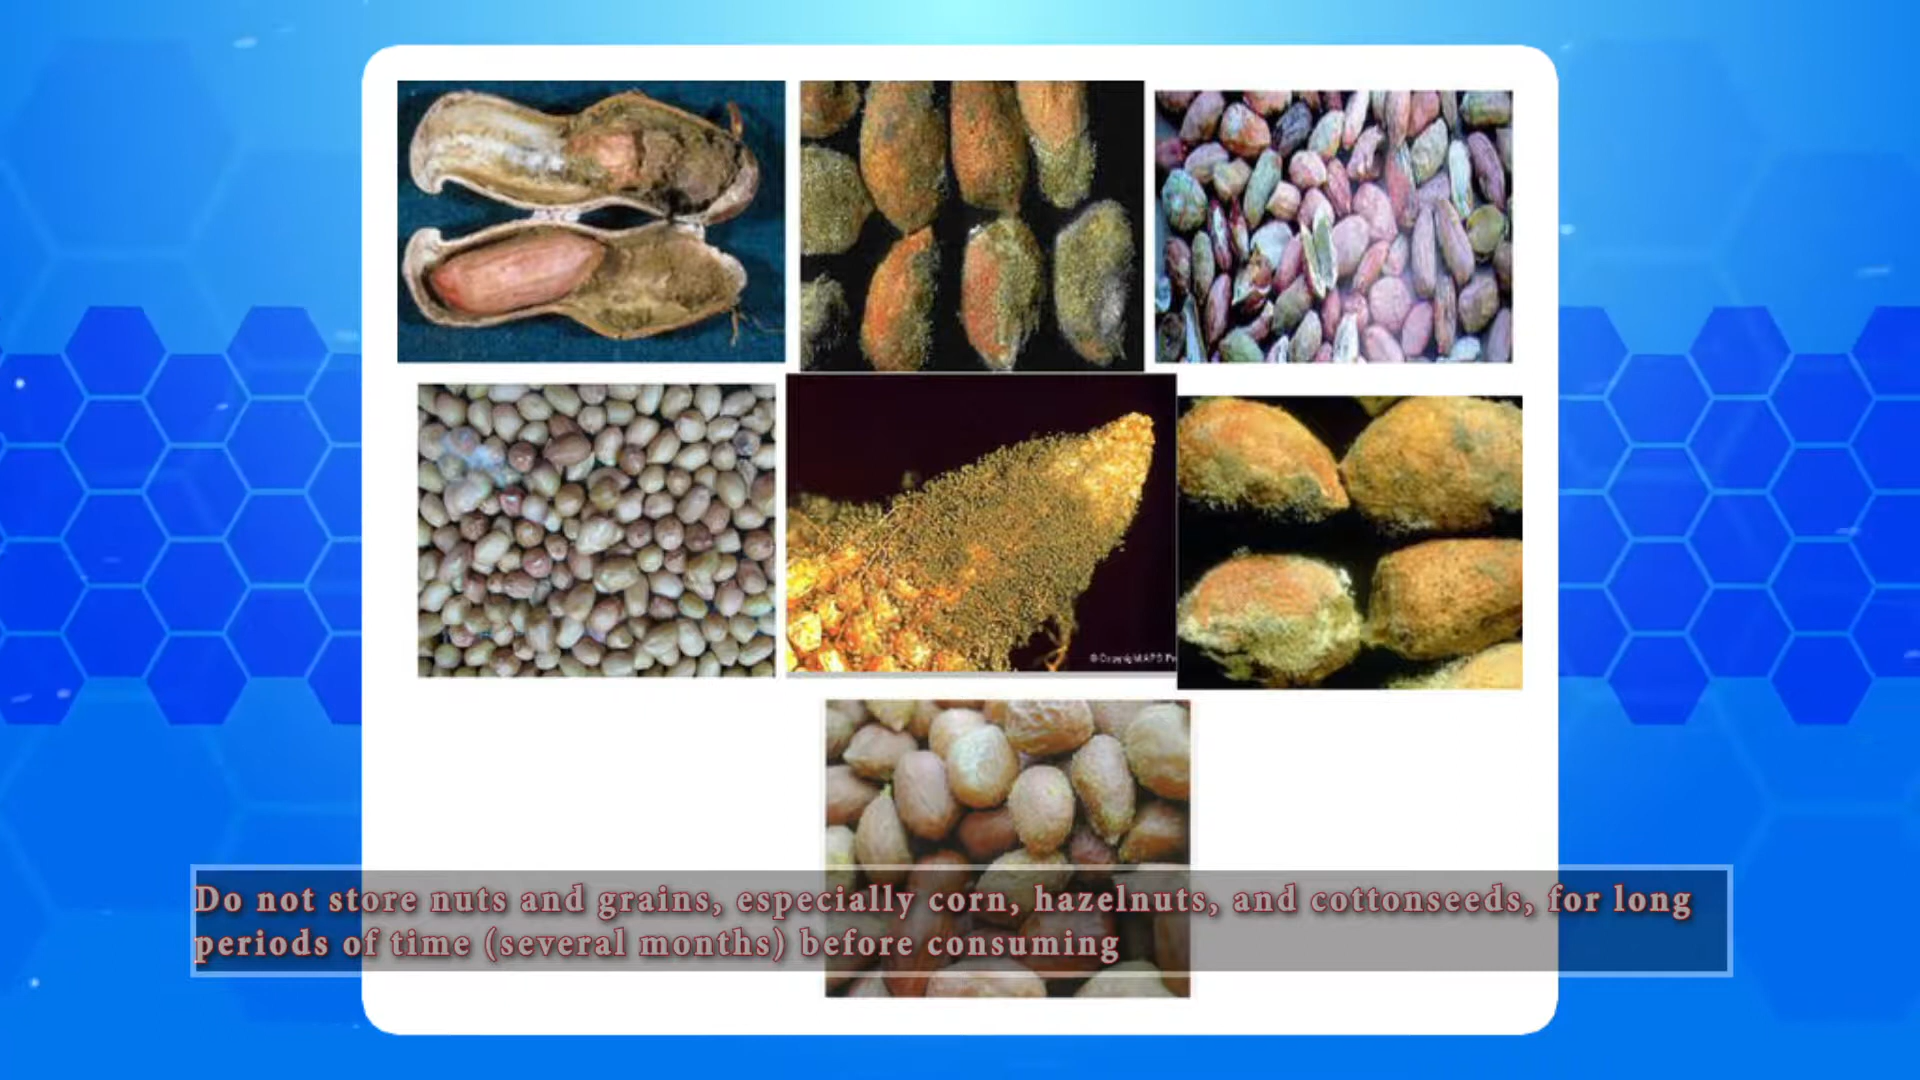 Do not store nuts and grains, especially corn, hazelnuts, and cottonseeds, for long
periods of time (several months) before consuming